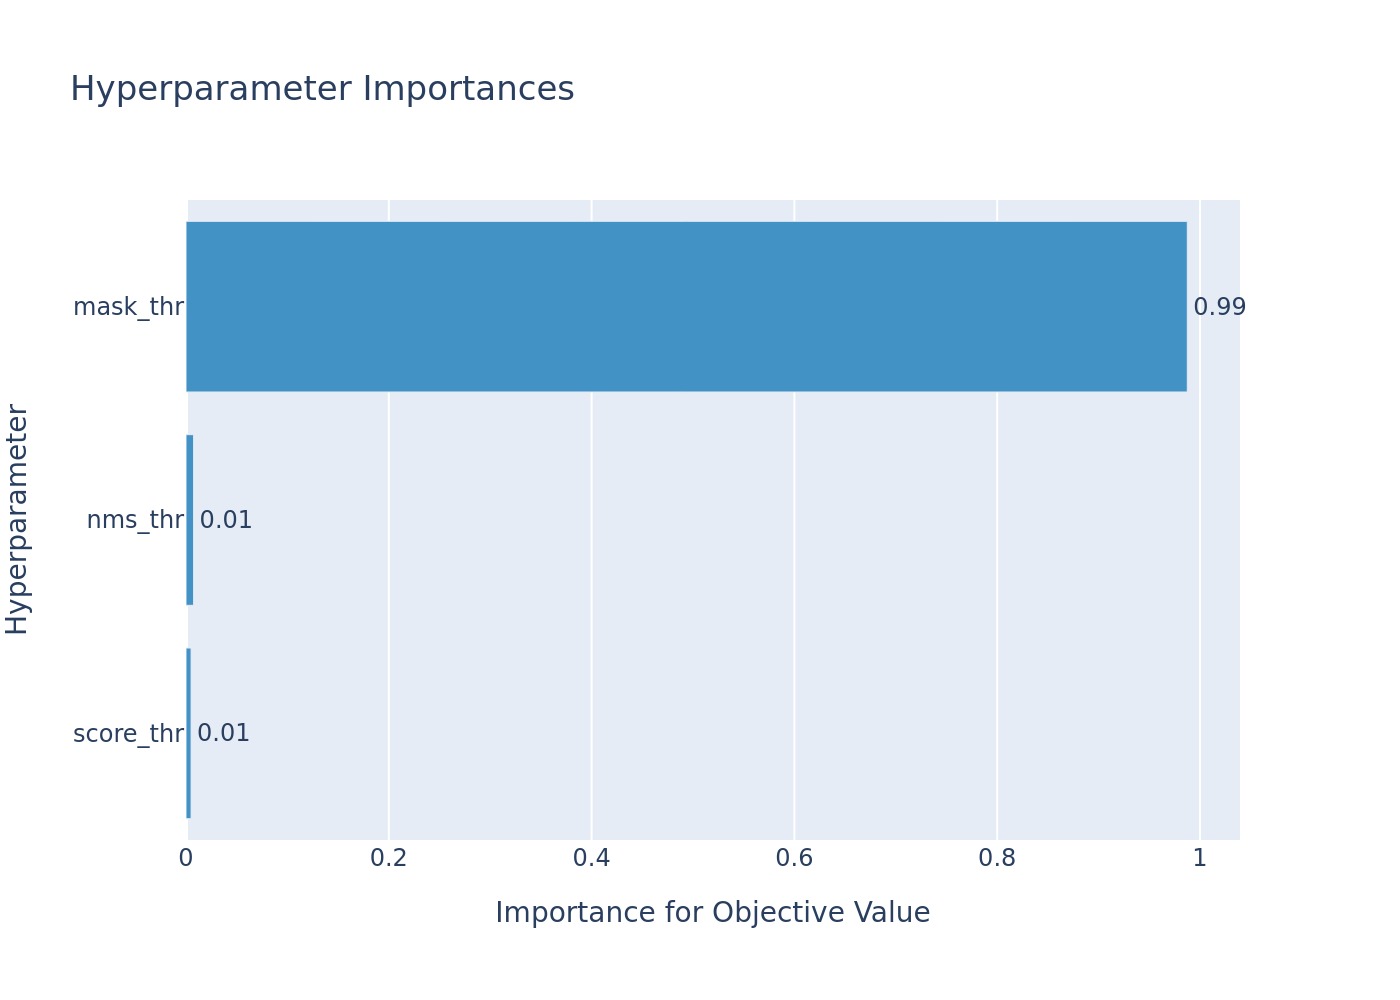 Hyperparameter Importances
mask_thr
0.99
nms_thr
0.01
score_thr
0.01
Hyperparameter
0
0.2
0.4
0.6
0.8
1
Importance for Objective Value